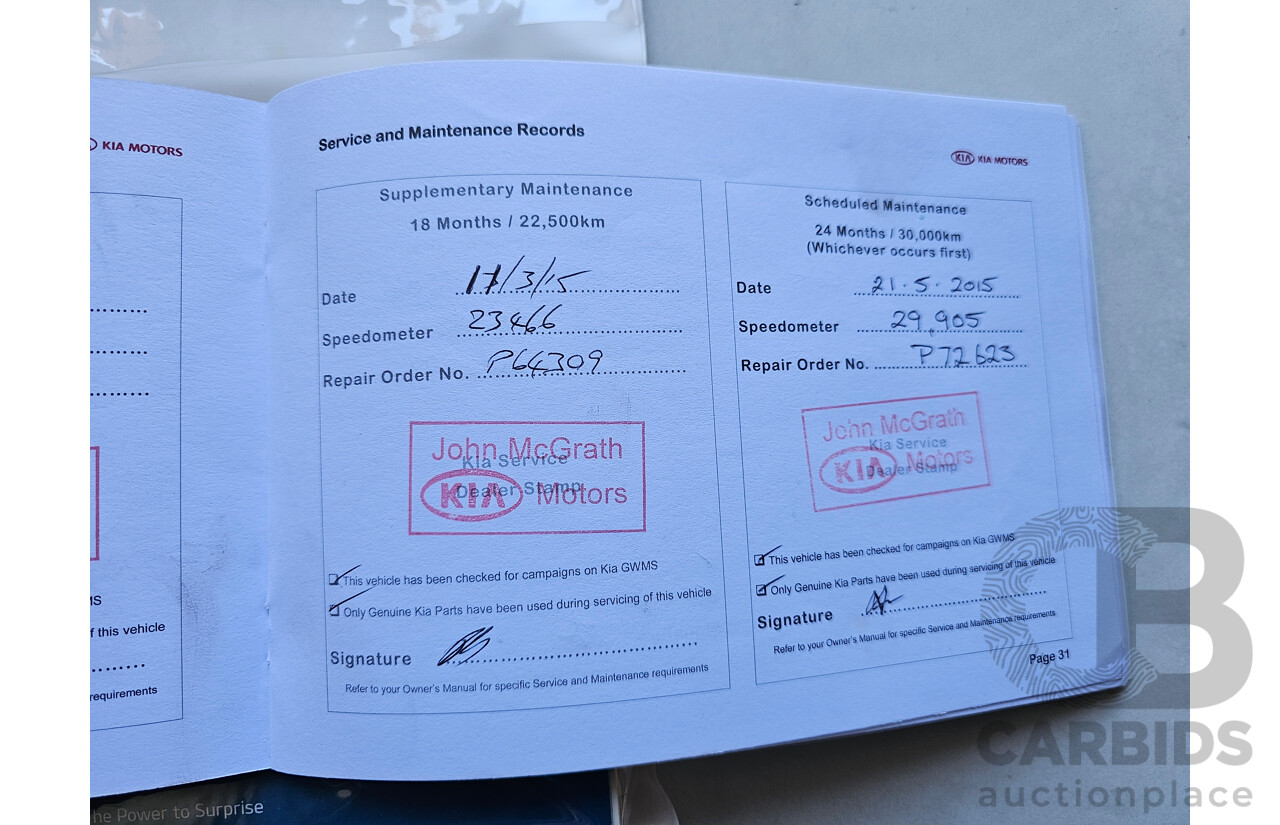 KIA MOTORS
Service and Maintenance Records
KIA KIA MOTORS
Supplementary Maintenance
18 Months / 22,500km
Date 17/3/15
Speedometer 23466
Repair Order No. P64309
John McGrath
Kia Service
Dealer Stamp
KIA Motors
This vehicle has been checked for campaigns on Kia GWMS
Only Genuine Kia Parts have been used during servicing of this vehicle
Signature
Refer to your Owner's Manual for specific Service and Maintenance requirements
Scheduled Maintenance
24 Months / 30,000km
(Whichever occurs first)
Date 21.5.2015
Speedometer 29,905
Repair Order No. P72623
John McGrath
Kia Service
KIA Motors
Dealer Stamp
This vehicle has been checked for campaigns on Kia GWMS
Only Genuine Kia Parts have been used during servicing of this vehicle
Signature
Refer to your Owner's Manual for specific Service and Maintenance requirements
Page 31
MS
f this vehicle
requirements
he Power to Surprise
CB
CARBIDS
auctionplace